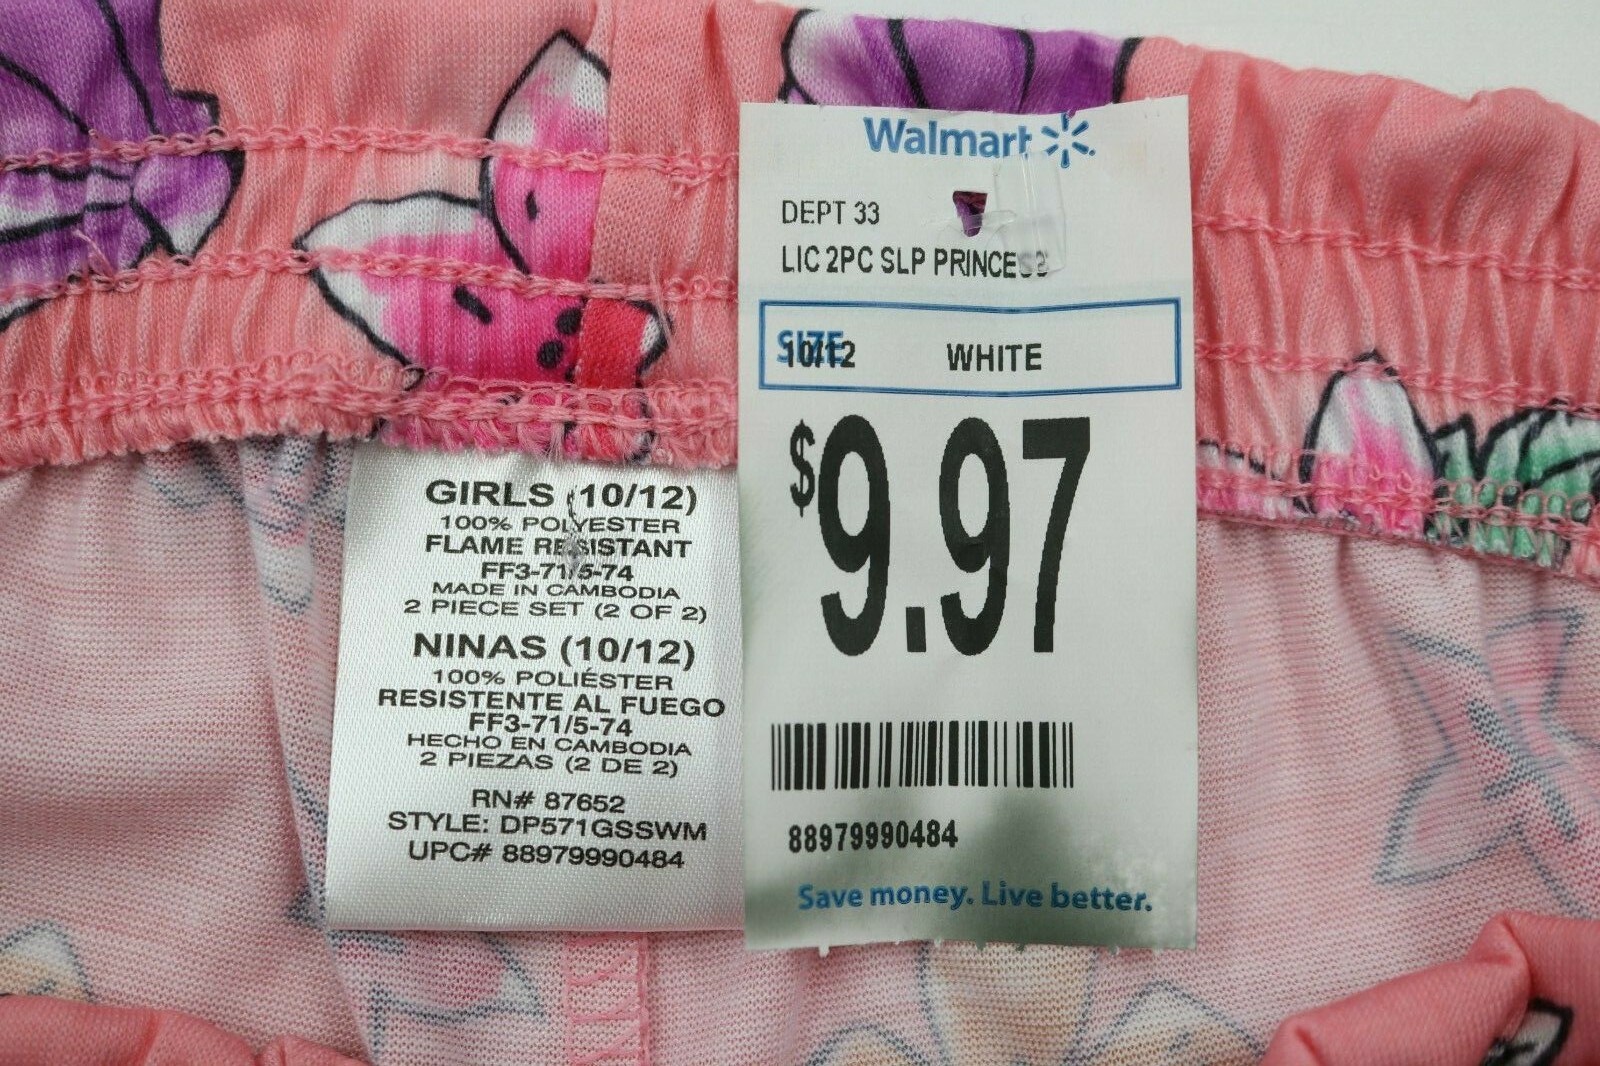 GIRLS (10/12)
100% POLYESTER
FLAME RESISTANT
FF3-71/5-74
MADE IN CAMBODIA
2 PIECE SET (2 OF 2)
NINAS (10/12)
100% POLIÉSTER
RESISTENTE AL FUEGO
FF3-71/5-74
HECHO EN CAMBODIA
2 PIEZAS (2 DE 2)
RN# 87652
STYLE: DP571GSSWM
UPC# 88979990484
Walmart
DEPT 33
LIC 2PC SLP PRINCESS
SIZE
10/12 WHITE
$9.97
88979990484
Save money. Live better.